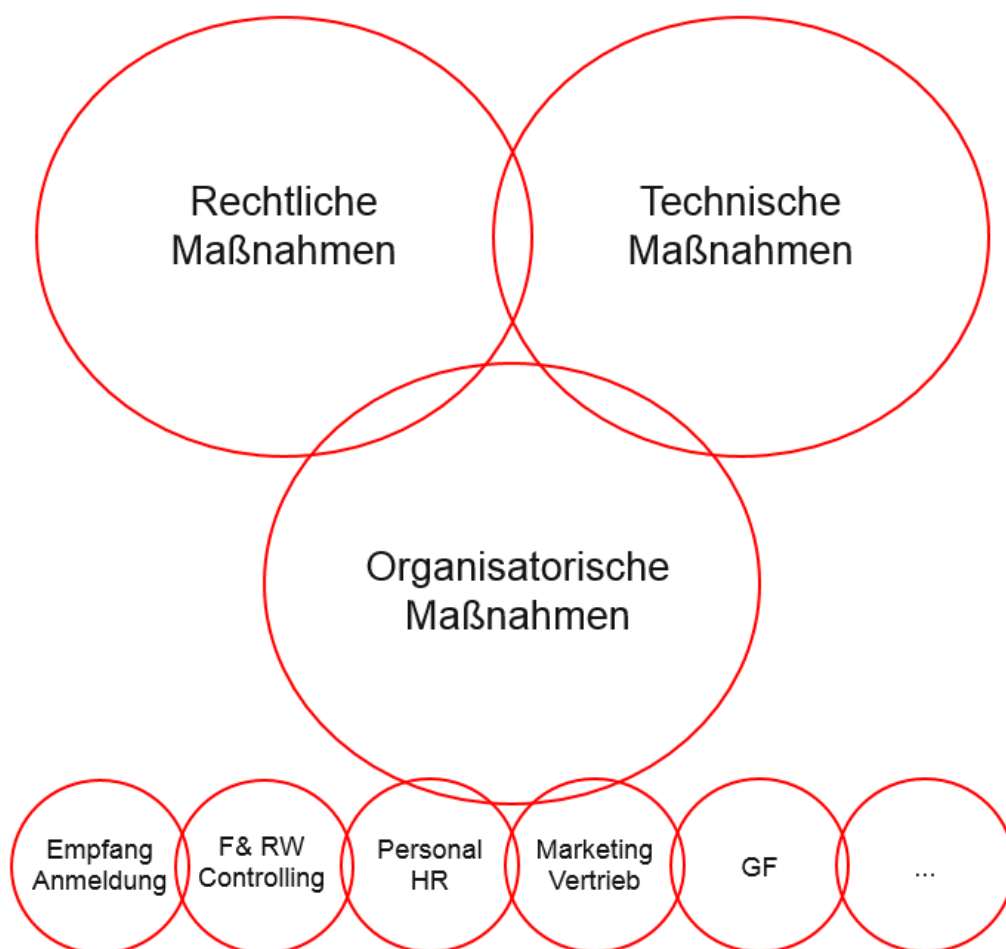 Rechtliche
Maßnahmen
Technische
Maßnahmen
Organisatorische
Maßnahmen
Empfang
Anmeldung
F& RW
Controlling
Personal
HR
Marketing
Vertrieb
GF
...